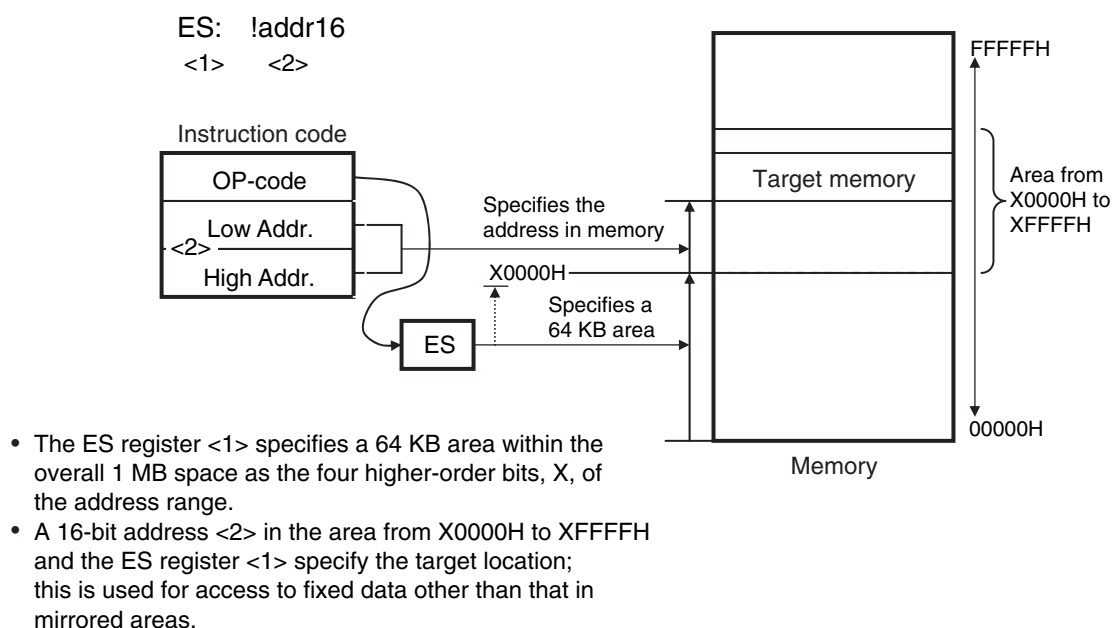 ES: !addr16
<1> <2>
Instruction code
OP-code
Low Addr.
<2>
High Addr.
ES
Specifies the
address in memory
X0000H
Specifies a
64 KB area
Target memory
Memory
FFFFFH
Area from
X0000H to
XFFFFH
00000H
• The ES register <1> specifies a 64 KB area within the
overall 1 MB space as the four higher-order bits, X, of
the address range.
• A 16-bit address <2> in the area from X0000H to XFFFFH
and the ES register <1> specify the target location;
this is used for access to fixed data other than that in
mirrored areas.